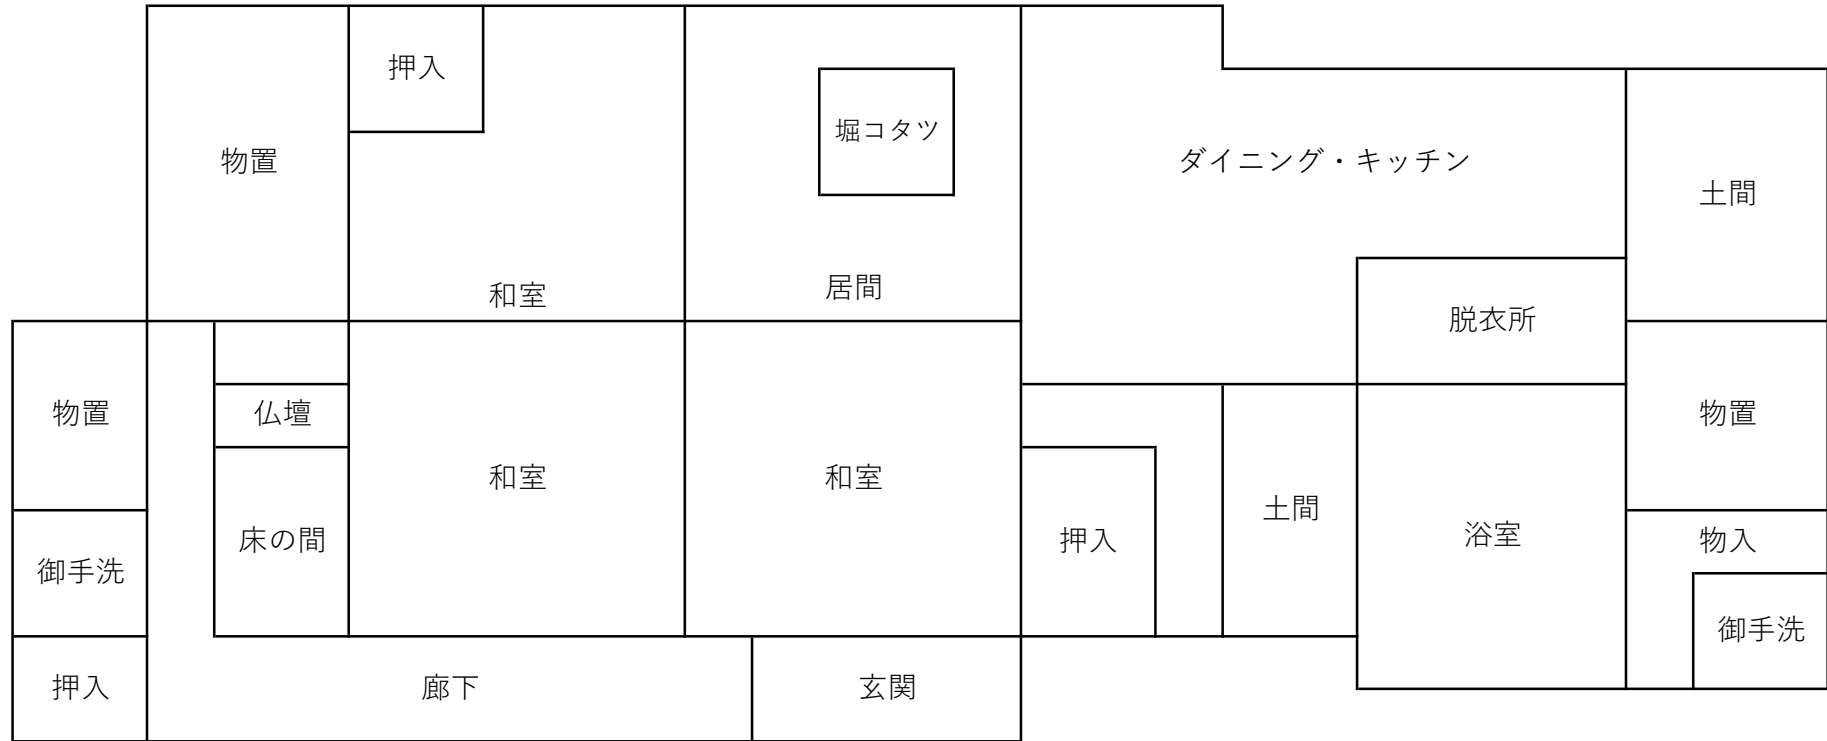 押入
堀コタツ
物置
ダイニング・キッチン
土間
和室
居間
脱衣所
物置
仏壇
和室
和室
物置
床の間
御手洗
押入
土間
浴室
物入
御手洗
押入
廊下
玄関